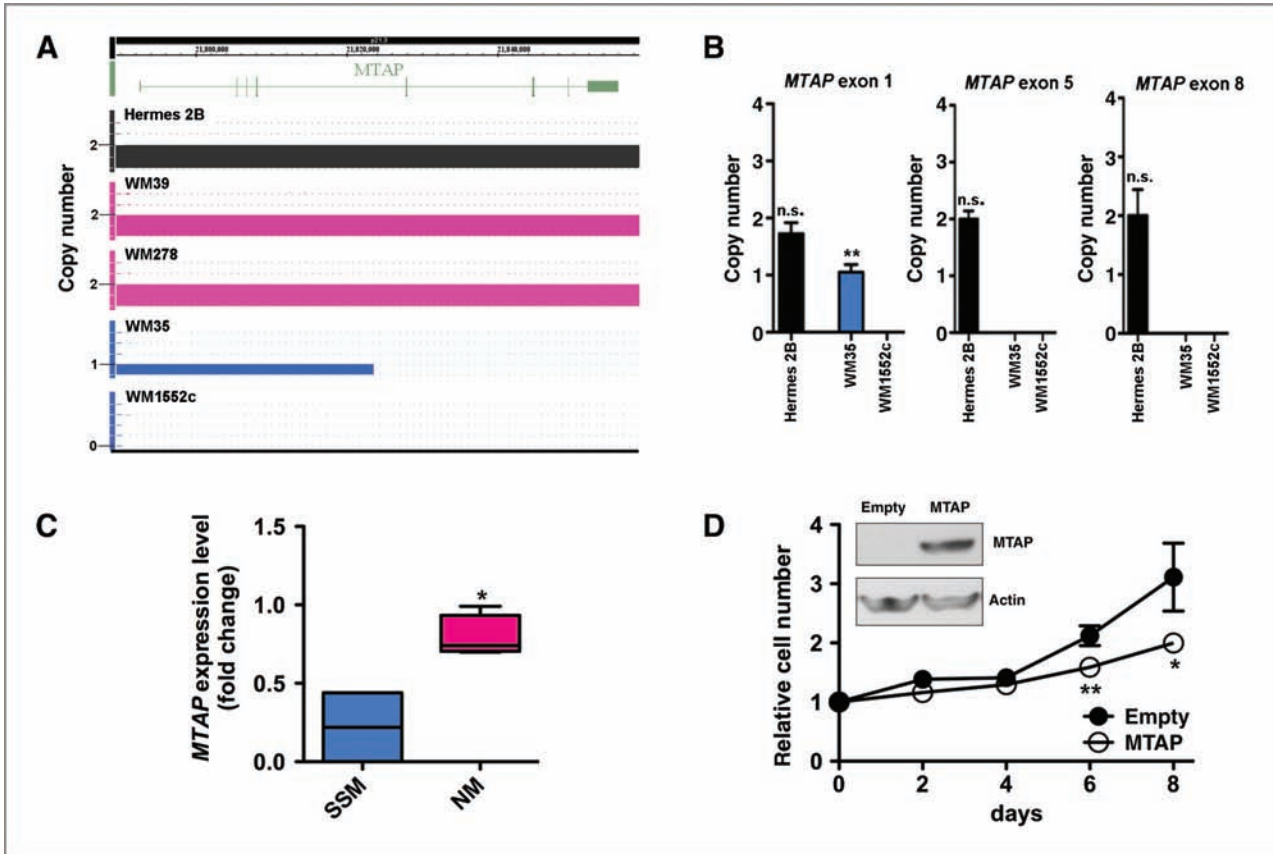 A
p21.3
21,800,000
21,820,000
21,840,000
MTAP
Copy number
Hermes 2B
2
WM39
2
WM278
2
WM35
1
WM1552c
0
B
MTAP exon 1
Copy number
4
3
2
1
0
n.s.
**
Hermes 2B
WM35
WM1552c
MTAP exon 5
Copy number
4
3
2
1
0
n.s.
Hermes 2B
WM35
WM1552c
MTAP exon 8
Copy number
4
3
2
1
0
n.s.
Hermes 2B
WM35
WM1552c
C
MTAP expression level
(fold change)
1.5
1.0
0.5
0.0
*
SSM
NM
D
Relative cell number
4
3
2
1
0
Empty MTAP
MTAP
Actin
**
*
Empty
MTAP
0 2 4 6 8
days